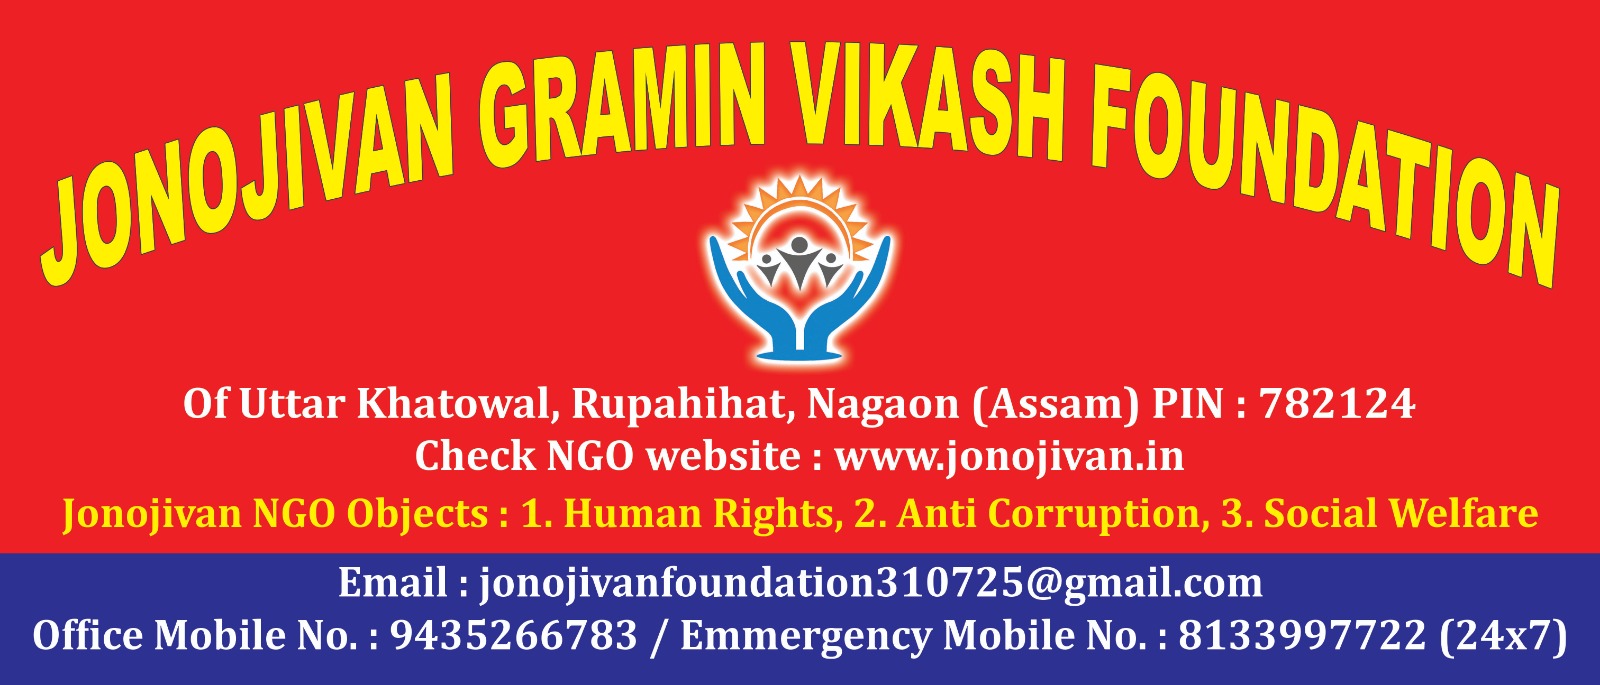 JONOJIVAN GRAMIN VIKASH FOUNDATION
Of Uttar Khatowal, Rupahihat, Nagaon (Assam) PIN : 782124
Check NGO website : www.jonojivan.in
Jonojivan NGO Objects : 1. Human Rights, 2. Anti Corruption, 3. Social Welfare
Email : jonojivanfoundation310725@gmail.com
Office Mobile No. : 9435266783 / Emmergency Mobile No. : 8133997722 (24x7)